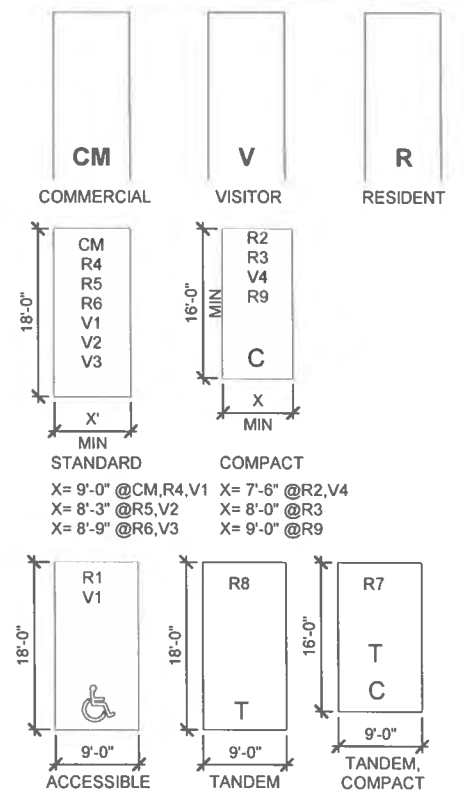 CM V R
COMMERCIAL VISITOR RESIDENT
18'-0"
CM
R4
R5
R6
V1
V2
V3
X'
MIN
16'-0"
MIN
R2
R3
V4
R9
C
X
MIN
STANDARD COMPACT
X= 9'-0" @CM,R4,V1 X= 7'-6" @R2,V4
X= 8'-3" @R5,V2 X= 8'-0" @R3
X= 8'-9" @R6,V3 X= 9'-0" @R9
18'-0"
R1
V1
9'-0"
ACCESSIBLE
18'-0"
R8
T
9'-0"
TANDEM
16'-0"
R7
T
C
9'-0"
TANDEM,
COMPACT